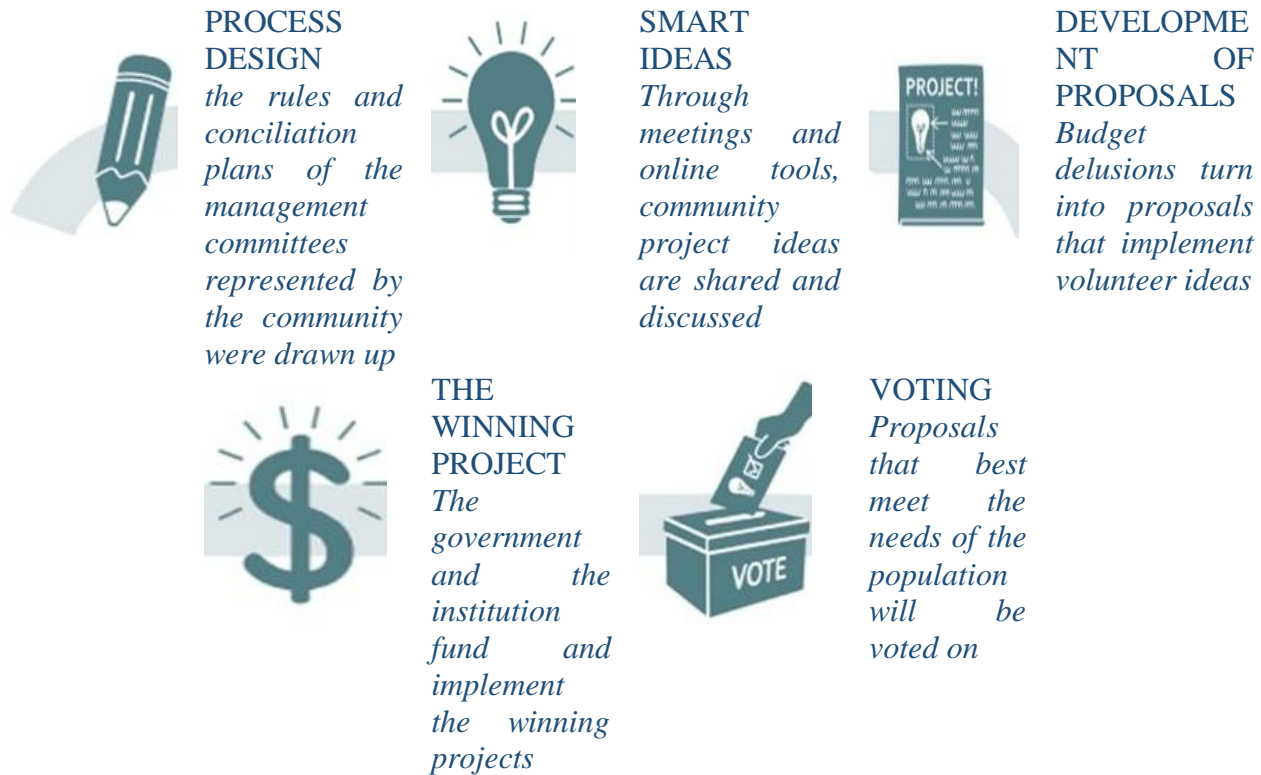 PROCESS
DESIGN
the rules and
conciliation
plans of the
management
committees
represented by
the community
were drawn up
SMART
IDEAS
Through
meetings and
online tools,
community
project ideas
are shared and
discussed
PROJECT!
DEVELOPME
NT OF
PROPOSALS
Budget
delusions turn
into proposals
that implement
volunteer ideas
THE
WINNING
PROJECT
The
government
and the
institution
fund and
implement
the winning
projects
VOTE
VOTING
Proposals
that best
meet the
needs of the
population
will be
voted on